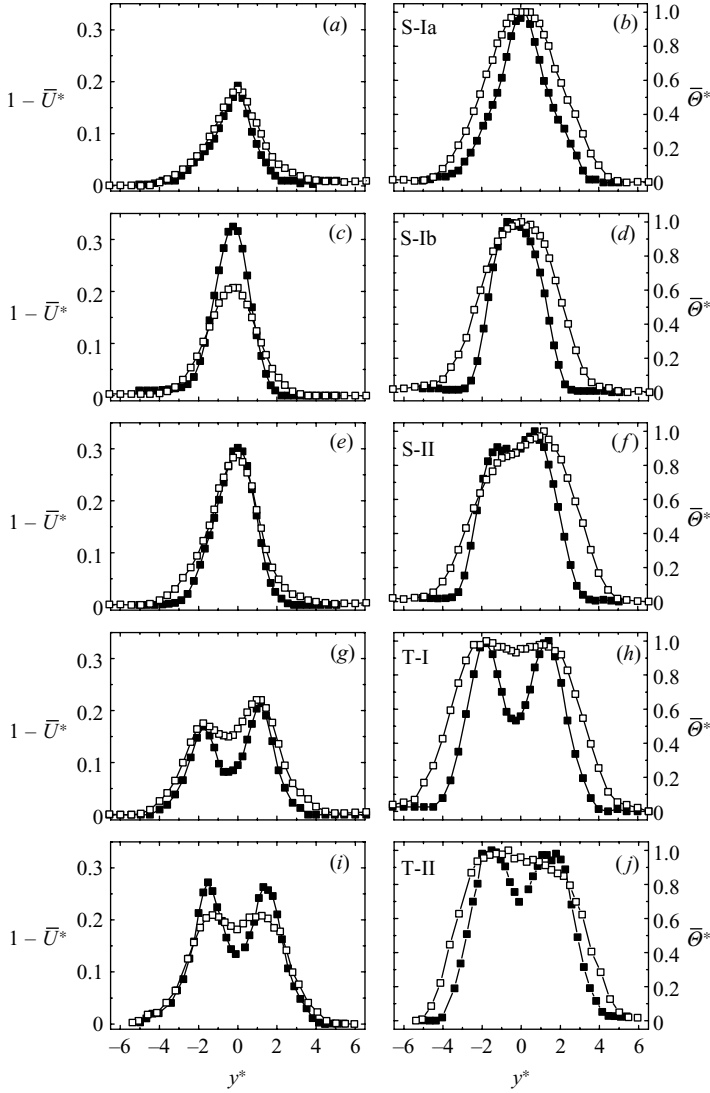 (a)
0.3
0.2
0.1
0
1 – U̅*
S-Ia
(b)
1.0
0.8
0.6
0.4
0.2
0
Θ̅*
(c)
0.3
0.2
0.1
0
1 – U̅*
S-Ib
(d)
1.0
0.8
0.6
0.4
0.2
0
Θ̅*
(e)
0.3
0.2
0.1
0
1 – U̅*
S-II
(f)
1.0
0.8
0.6
0.4
0.2
0
Θ̅*
(g)
0.3
0.2
0.1
0
1 – U̅*
T-I
(h)
1.0
0.8
0.6
0.4
0.2
0
Θ̅*
(i)
0.3
0.2
0.1
0
1 – U̅*
T-II
(j)
1.0
0.8
0.6
0.4
0.2
0
Θ̅*
–6 –4 –2 0 2 4 6
–6 –4 –2 0 2 4 6
y*
y*